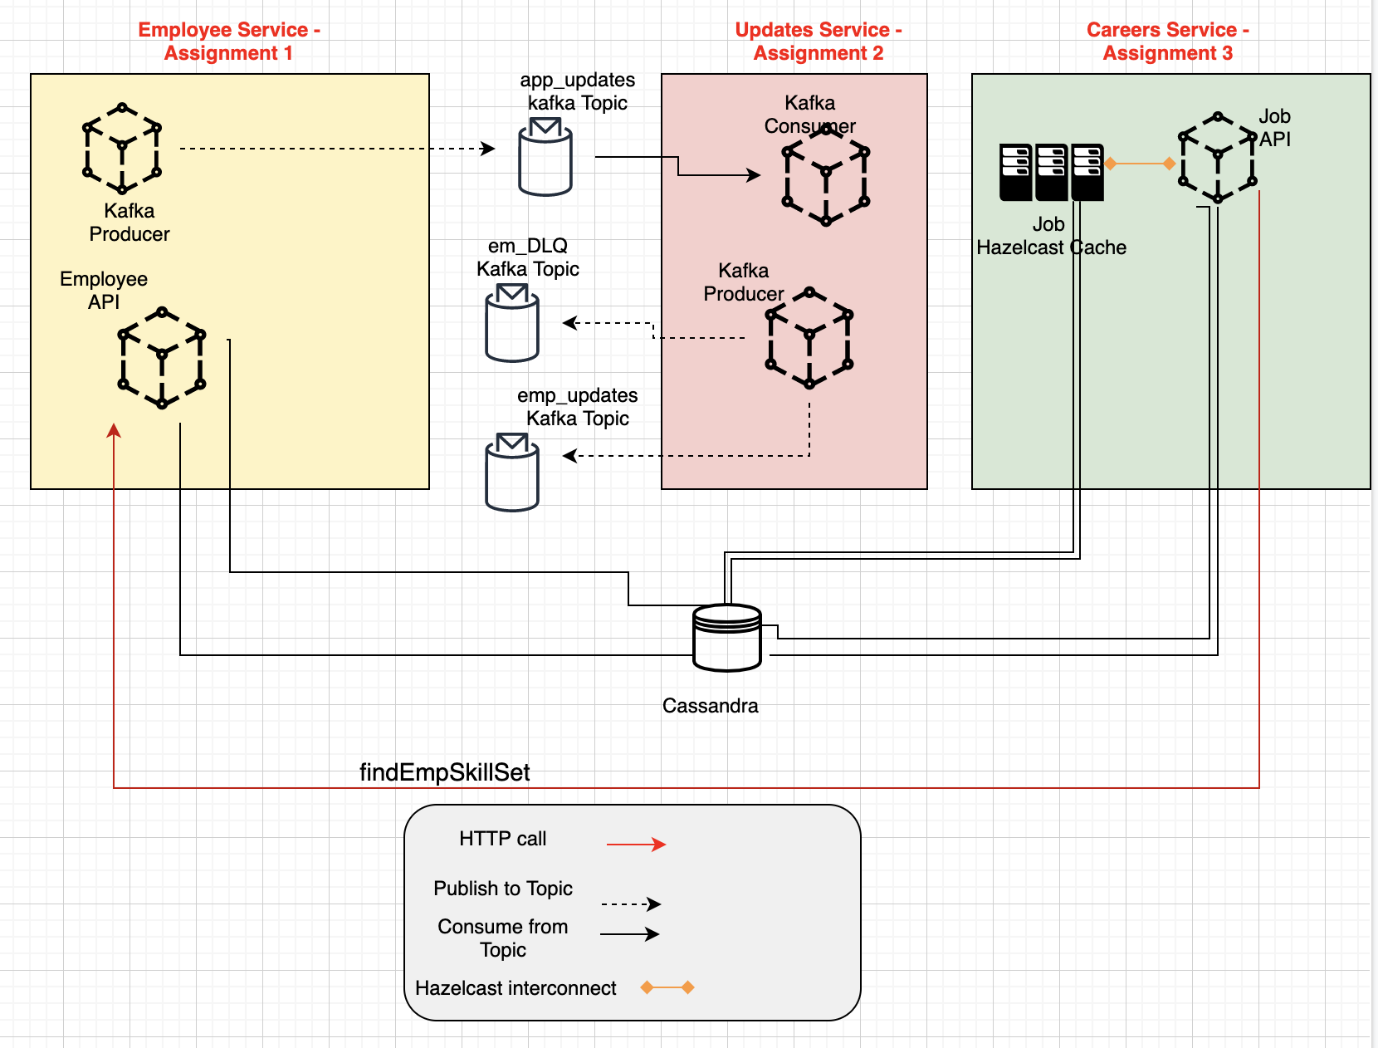 Employee Service -
Assignment 1
Updates Service -
Assignment 2
Careers Service -
Assignment 3
app_updates
kafka Topic
Kafka
Consumer
Job
API
Kafka
Producer
Job
Hazelcast Cache
em_DLQ
Kafka Topic
Kafka
Producer
Employee
API
emp_updates
Kafka Topic
Cassandra
findEmpSkillSet
HTTP call
Publish to Topic
Consume from
Topic
Hazelcast interconnect